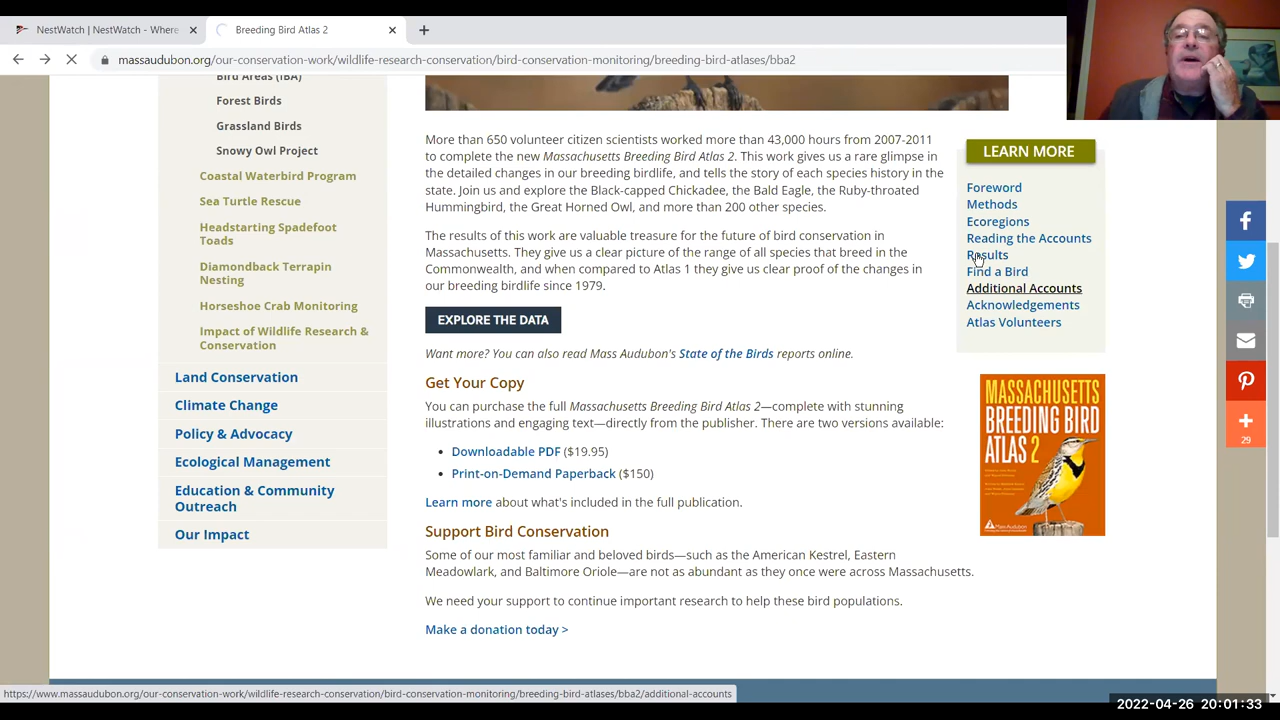 NestWatch | NestWatch - Where
Breeding Bird Atlas 2
massaudubon.org/our-conservation-work/wildlife-research-conservation/bird-conservation-monitoring/breeding-bird-atlases/bba2
Bird Areas (IBA)
Forest Birds
Grassland Birds
Snowy Owl Project
Coastal Waterbird Program
Sea Turtle Rescue
Headstarting Spadefoot
Toads
Diamondback Terrapin
Nesting
Horseshoe Crab Monitoring
Impact of Wildlife Research &
Conservation
Land Conservation
Climate Change
Policy & Advocacy
Ecological Management
Education & Community
Outreach
Our Impact
More than 650 volunteer citizen scientists worked more than 43,000 hours from 2007-2011
to complete the new Massachusetts Breeding Bird Atlas 2. This work gives us a rare glimpse in
the detailed changes in our breeding birdlife, and tells the story of each species history in the
state. Join us and explore the Black-capped Chickadee, the Bald Eagle, the Ruby-throated
Hummingbird, the Great Horned Owl, and more than 200 other species.
The results of this work are valuable treasure for the future of bird conservation in
Massachusetts. They give us a clear picture of the range of all species that breed in the
Commonwealth, and when compared to Atlas 1 they give us clear proof of the changes in
our breeding birdlife since 1979.
EXPLORE THE DATA
Want more? You can also read Mass Audubon's State of the Birds reports online.
Get Your Copy
You can purchase the full Massachusetts Breeding Bird Atlas 2—complete with stunning
illustrations and engaging text—directly from the publisher. There are two versions available:
• Downloadable PDF ($19.95)
• Print-on-Demand Paperback ($150)
Learn more about what's included in the full publication.
Support Bird Conservation
Some of our most familiar and beloved birds—such as the American Kestrel, Eastern
Meadowlark, and Baltimore Oriole—are not as abundant as they once were across Massachusetts.
We need your support to continue important research to help these bird populations.
Make a donation today >
LEARN MORE
Foreword
Methods
Ecoregions
Reading the Accounts
Results
Find a Bird
Additional Accounts
Acknowledgements
Atlas Volunteers
MASSACHUSETTS
BREEDING BIRD
ATLAS 2
Mass Audubon
29
https://www.massaudubon.org/our-conservation-work/wildlife-research-conservation/bird-conservation-monitoring/breeding-bird-atlases/bba2/additional-accounts
2022-04-26 20:01:33